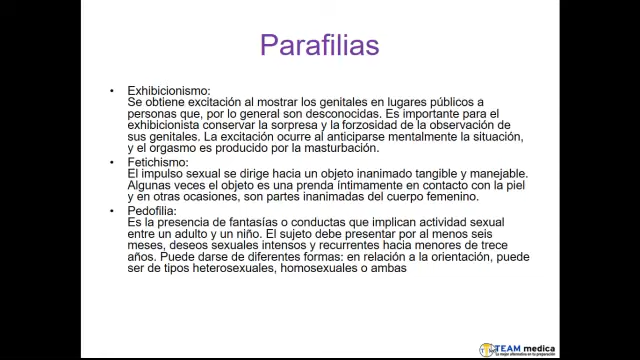 Parafilias
• Exhibicionismo:
Se obtiene excitación al mostrar los genitales en lugares públicos a
personas que, por lo general son desconocidas. Es importante para el
exhibicionista conservar la sorpresa y la forzosidad de la observación de
sus genitales. La excitación ocurre al anticiparse mentalmente la situación,
y el orgasmo es producido por la masturbación.
• Fetichismo:
El impulso sexual se dirige hacia un objeto inanimado tangible y manejable.
Algunas veces el objeto es una prenda íntimamente en contacto con la piel
y en otras ocasiones, son partes inanimadas del cuerpo femenino.
• Pedofilia:
Es la presencia de fantasías o conductas que implican actividad sexual
entre un adulto y un niño. El sujeto debe presentar por al menos seis
meses, deseos sexuales intensos y recurrentes hacia menores de trece
años. Puede darse de diferentes formas: en relación a la orientación, puede
ser de tipos heterosexuales, homosexuales o ambas
TEAM medica
La mejor alternativa en tu preparación